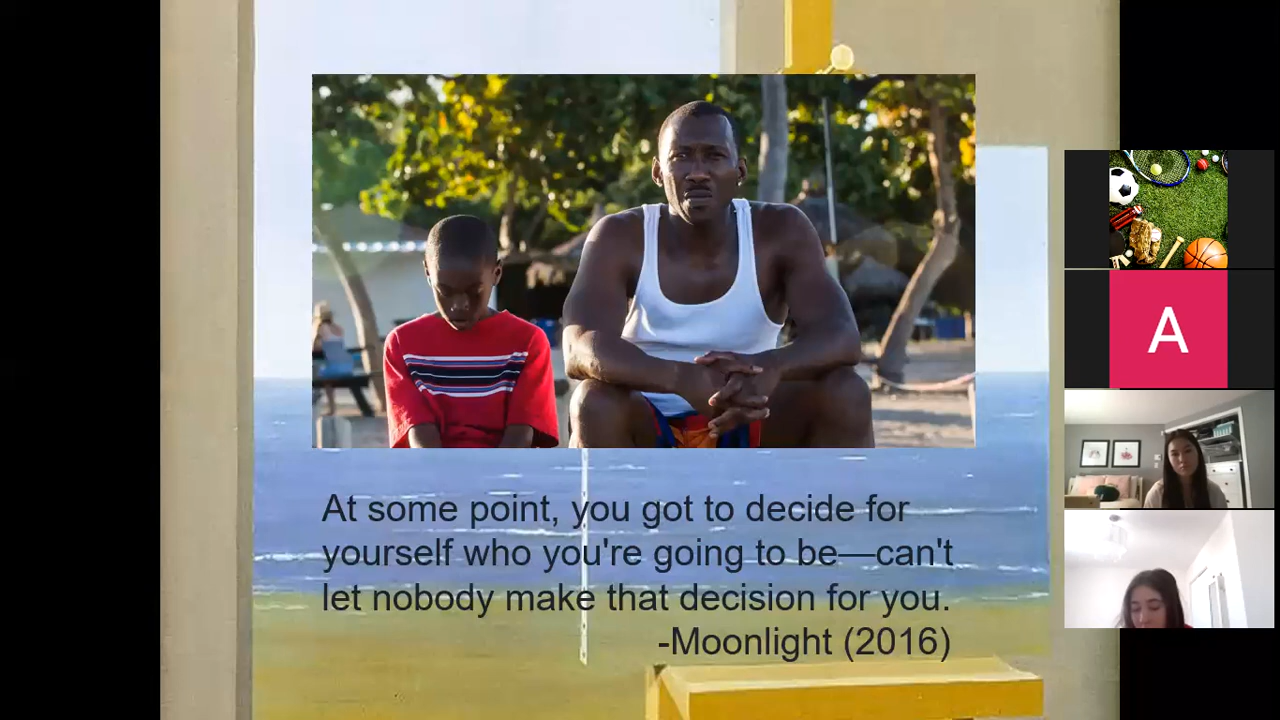 At some point, you got to decide for
yourself who you're going to be—can't
let nobody make that decision for you.
-Moonlight (2016)
A